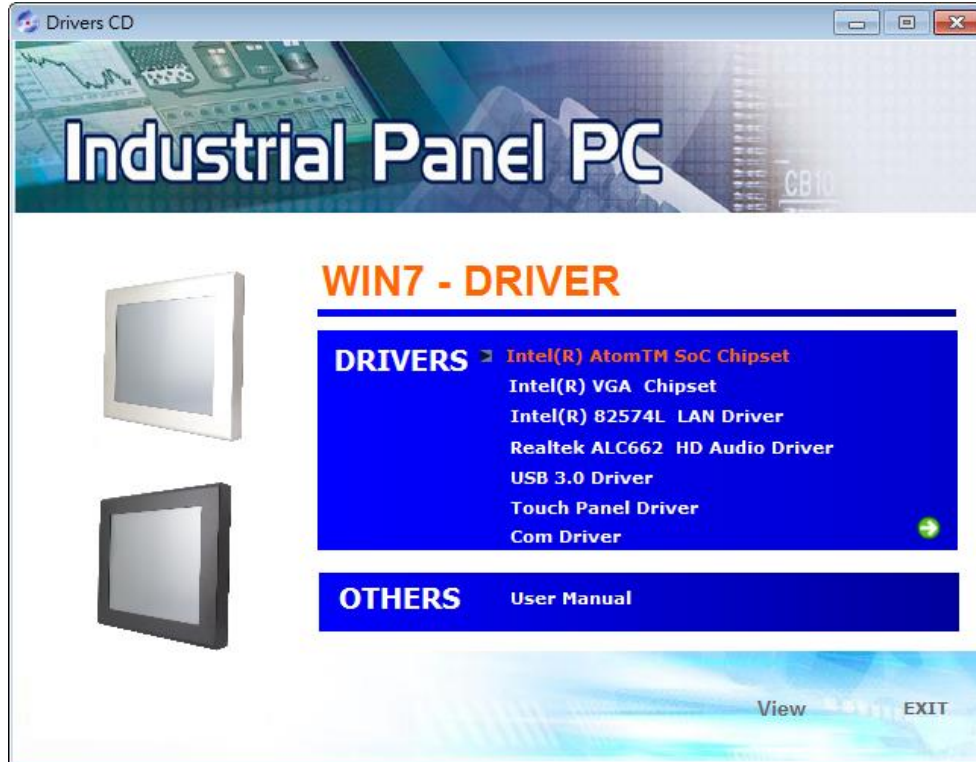 Drivers CD
Industrial Panel PC
CB10
WIN7 - DRIVER
DRIVERS
Intel(R) AtomTM SoC Chipset
Intel(R) VGA Chipset
Intel(R) 82574L LAN Driver
Realtek ALC662 HD Audio Driver
USB 3.0 Driver
Touch Panel Driver
Com Driver
OTHERS
User Manual
View
EXIT